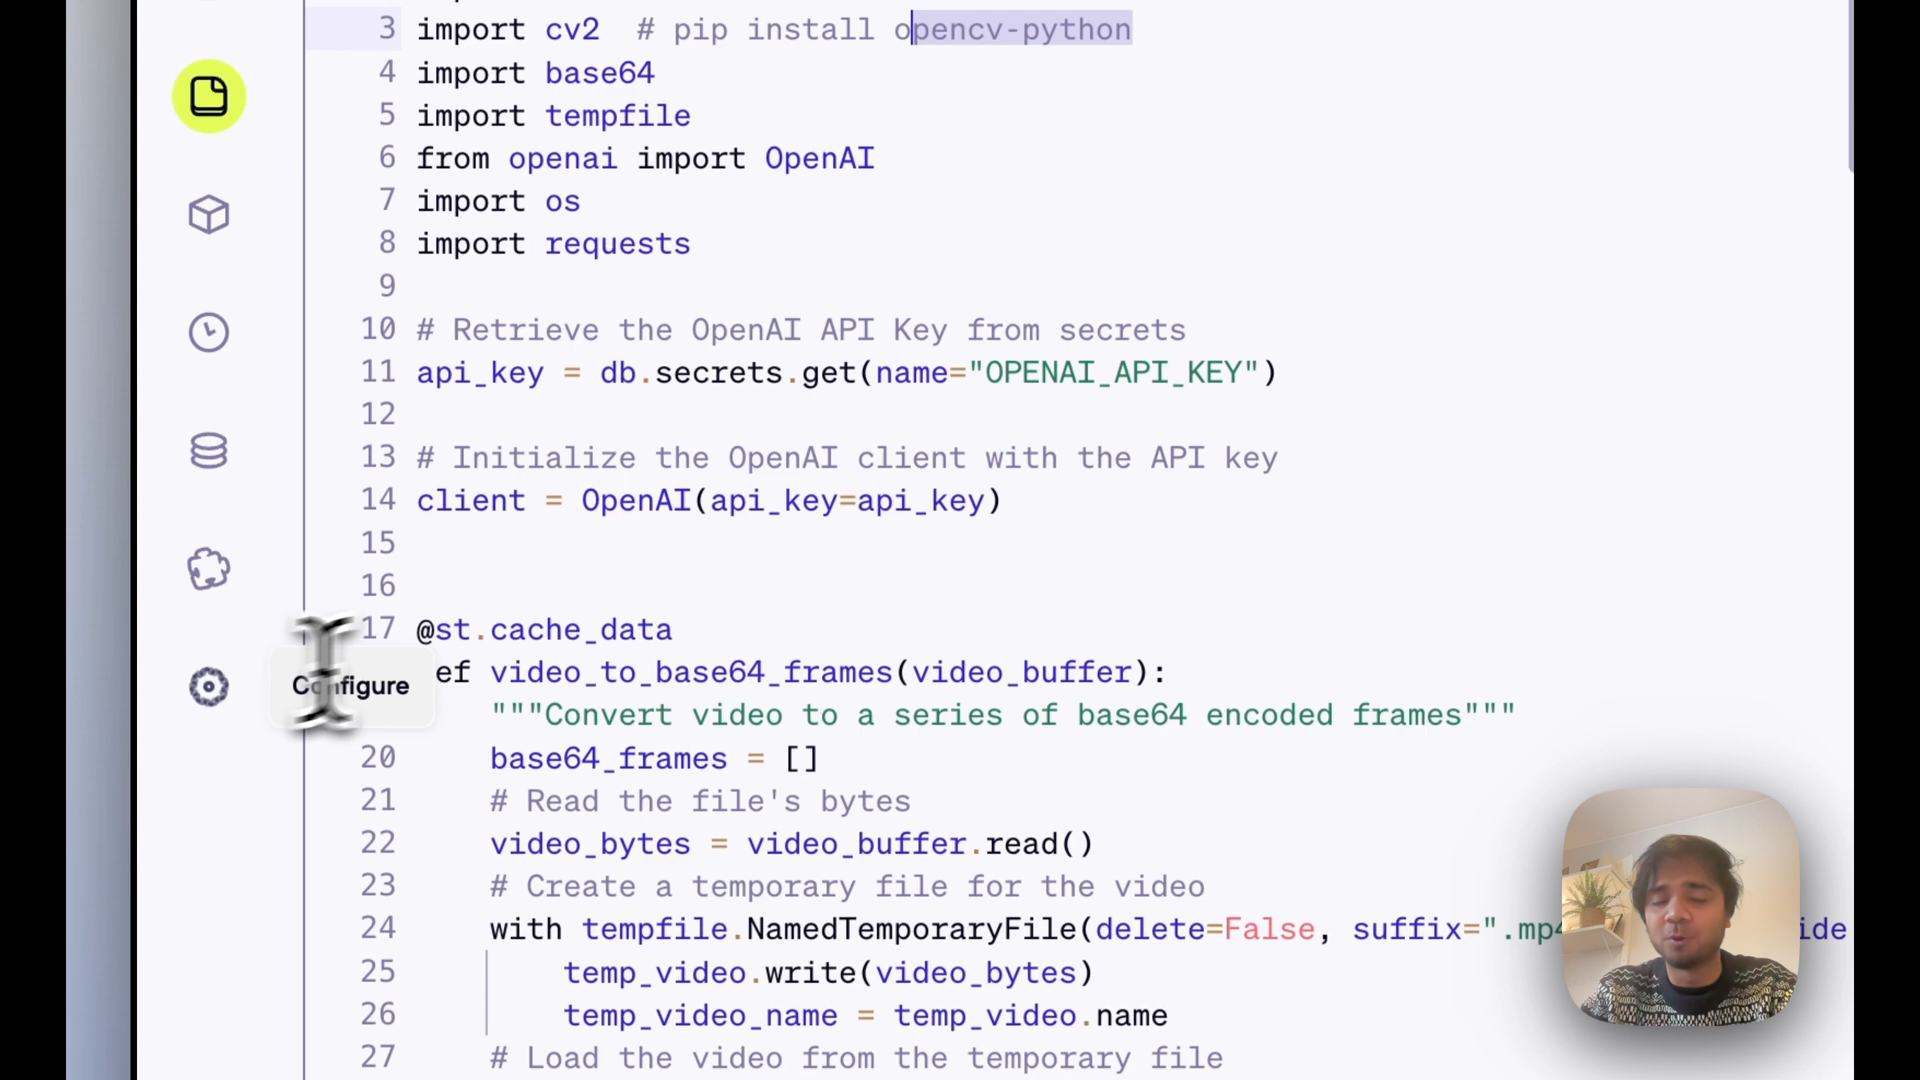 3 import cv2  # pip install opencv-python
4 import base64
5 import tempfile
6 from openai import OpenAI
7 import os
8 import requests
9
10 # Retrieve the OpenAI API Key from secrets
11 api_key = db.secrets.get(name="OPENAI_API_KEY")
12
13 # Initialize the OpenAI client with the API key
14 client = OpenAI(api_key=api_key)
15
16
17 @st.cache_data
ef video_to_base64_frames(video_buffer):
Configure
"""Convert video to a series of base64 encoded frames"""
20 base64_frames = []
21 # Read the file's bytes
22 video_bytes = video_buffer.read()
23 # Create a temporary file for the video
24 with tempfile.NamedTemporaryFile(delete=False, suffix=".mp4 ide
25 temp_video.write(video_bytes)
26 temp_video_name = temp_video.name
27 # Load the video from the temporary file